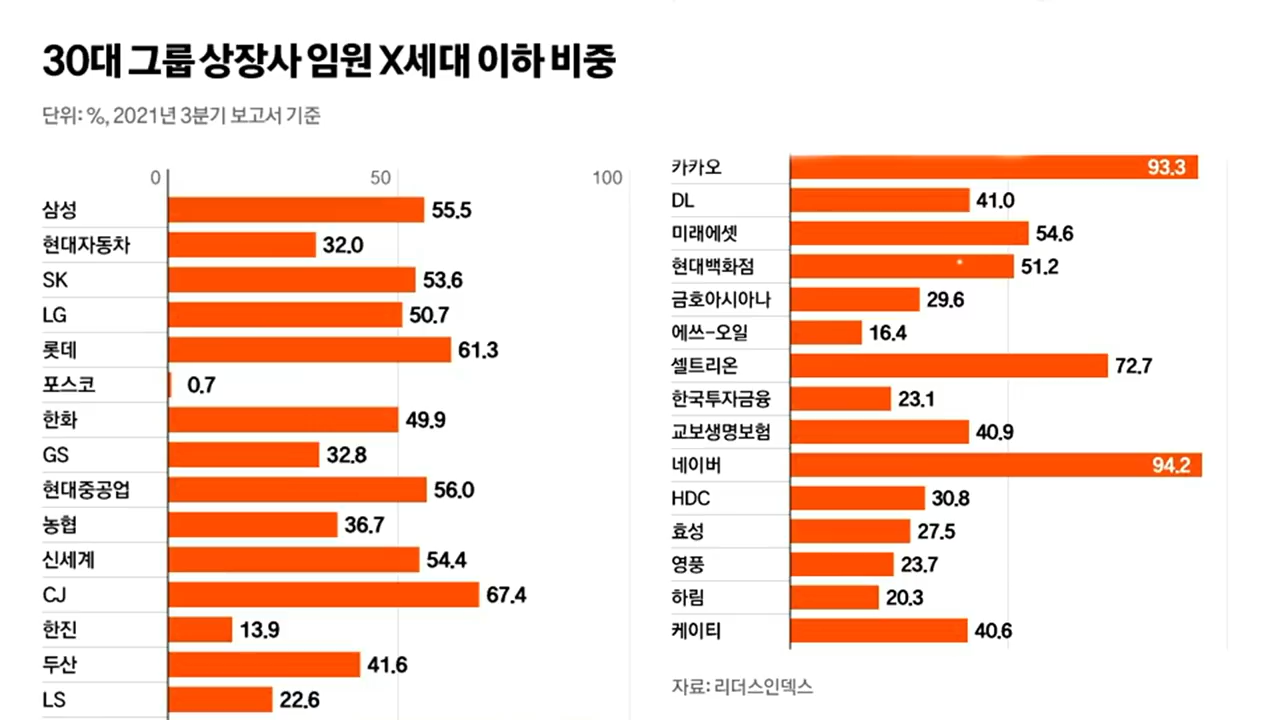 30대 그룹 상장사 임원 X세대 이하 비중
단위: %, 2021년 3분기 보고서 기준
0 50 100
삼성 55.5
현대자동차 32.0
SK 53.6
LG 50.7
롯데 61.3
포스코 0.7
한화 49.9
GS 32.8
현대중공업 56.0
농협 36.7
신세계 54.4
CJ 67.4
한진 13.9
두산 41.6
LS 22.6
카카오 93.3
DL 41.0
미래에셋 54.6
현대백화점 51.2
금호아시아나 29.6
에쓰-오일 16.4
셀트리온 72.7
한국투자금융 23.1
교보생명보험 40.9
네이버 94.2
HDC 30.8
효성 27.5
영풍 23.7
하림 20.3
케이티 40.6
자료: 리더스인덱스